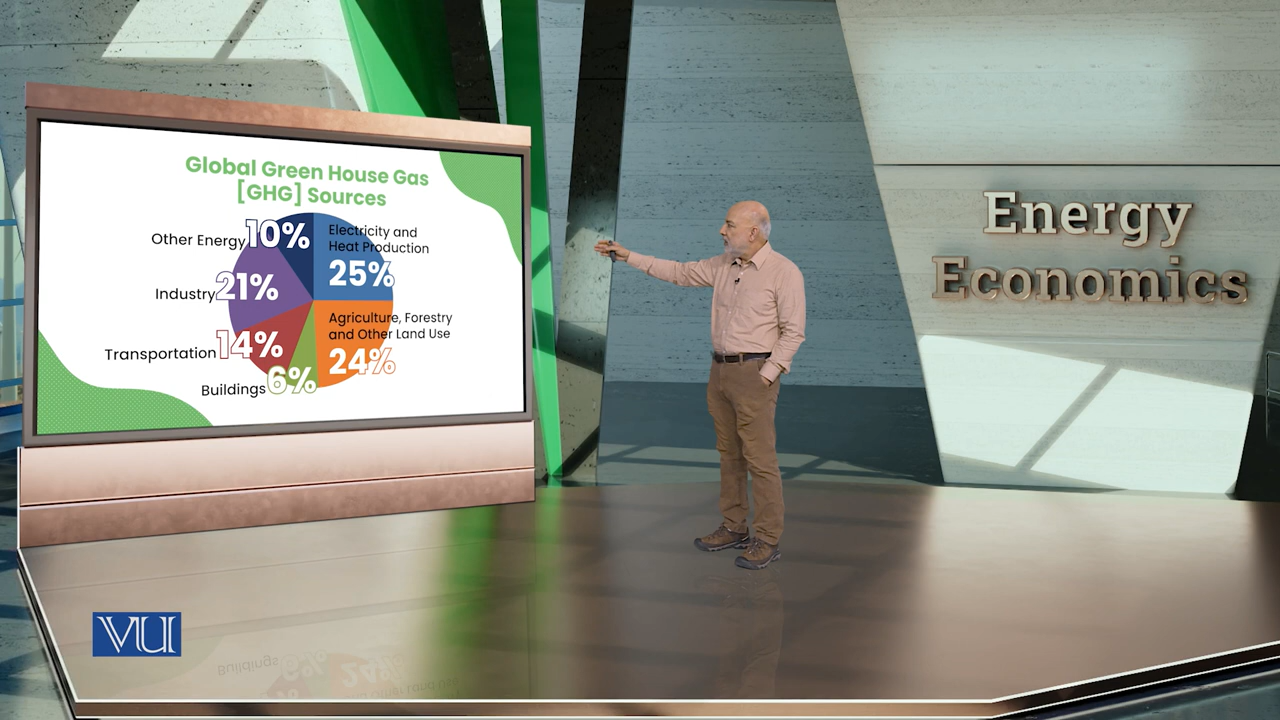 Global Green House Gas
[GHG] Sources
Other Energy 10%
Electricity and
Heat Production
25%
Industry 21%
Agriculture, Forestry
and Other Land Use
24%
Transportation 14%
Buildings 6%
Energy
Economics
VU